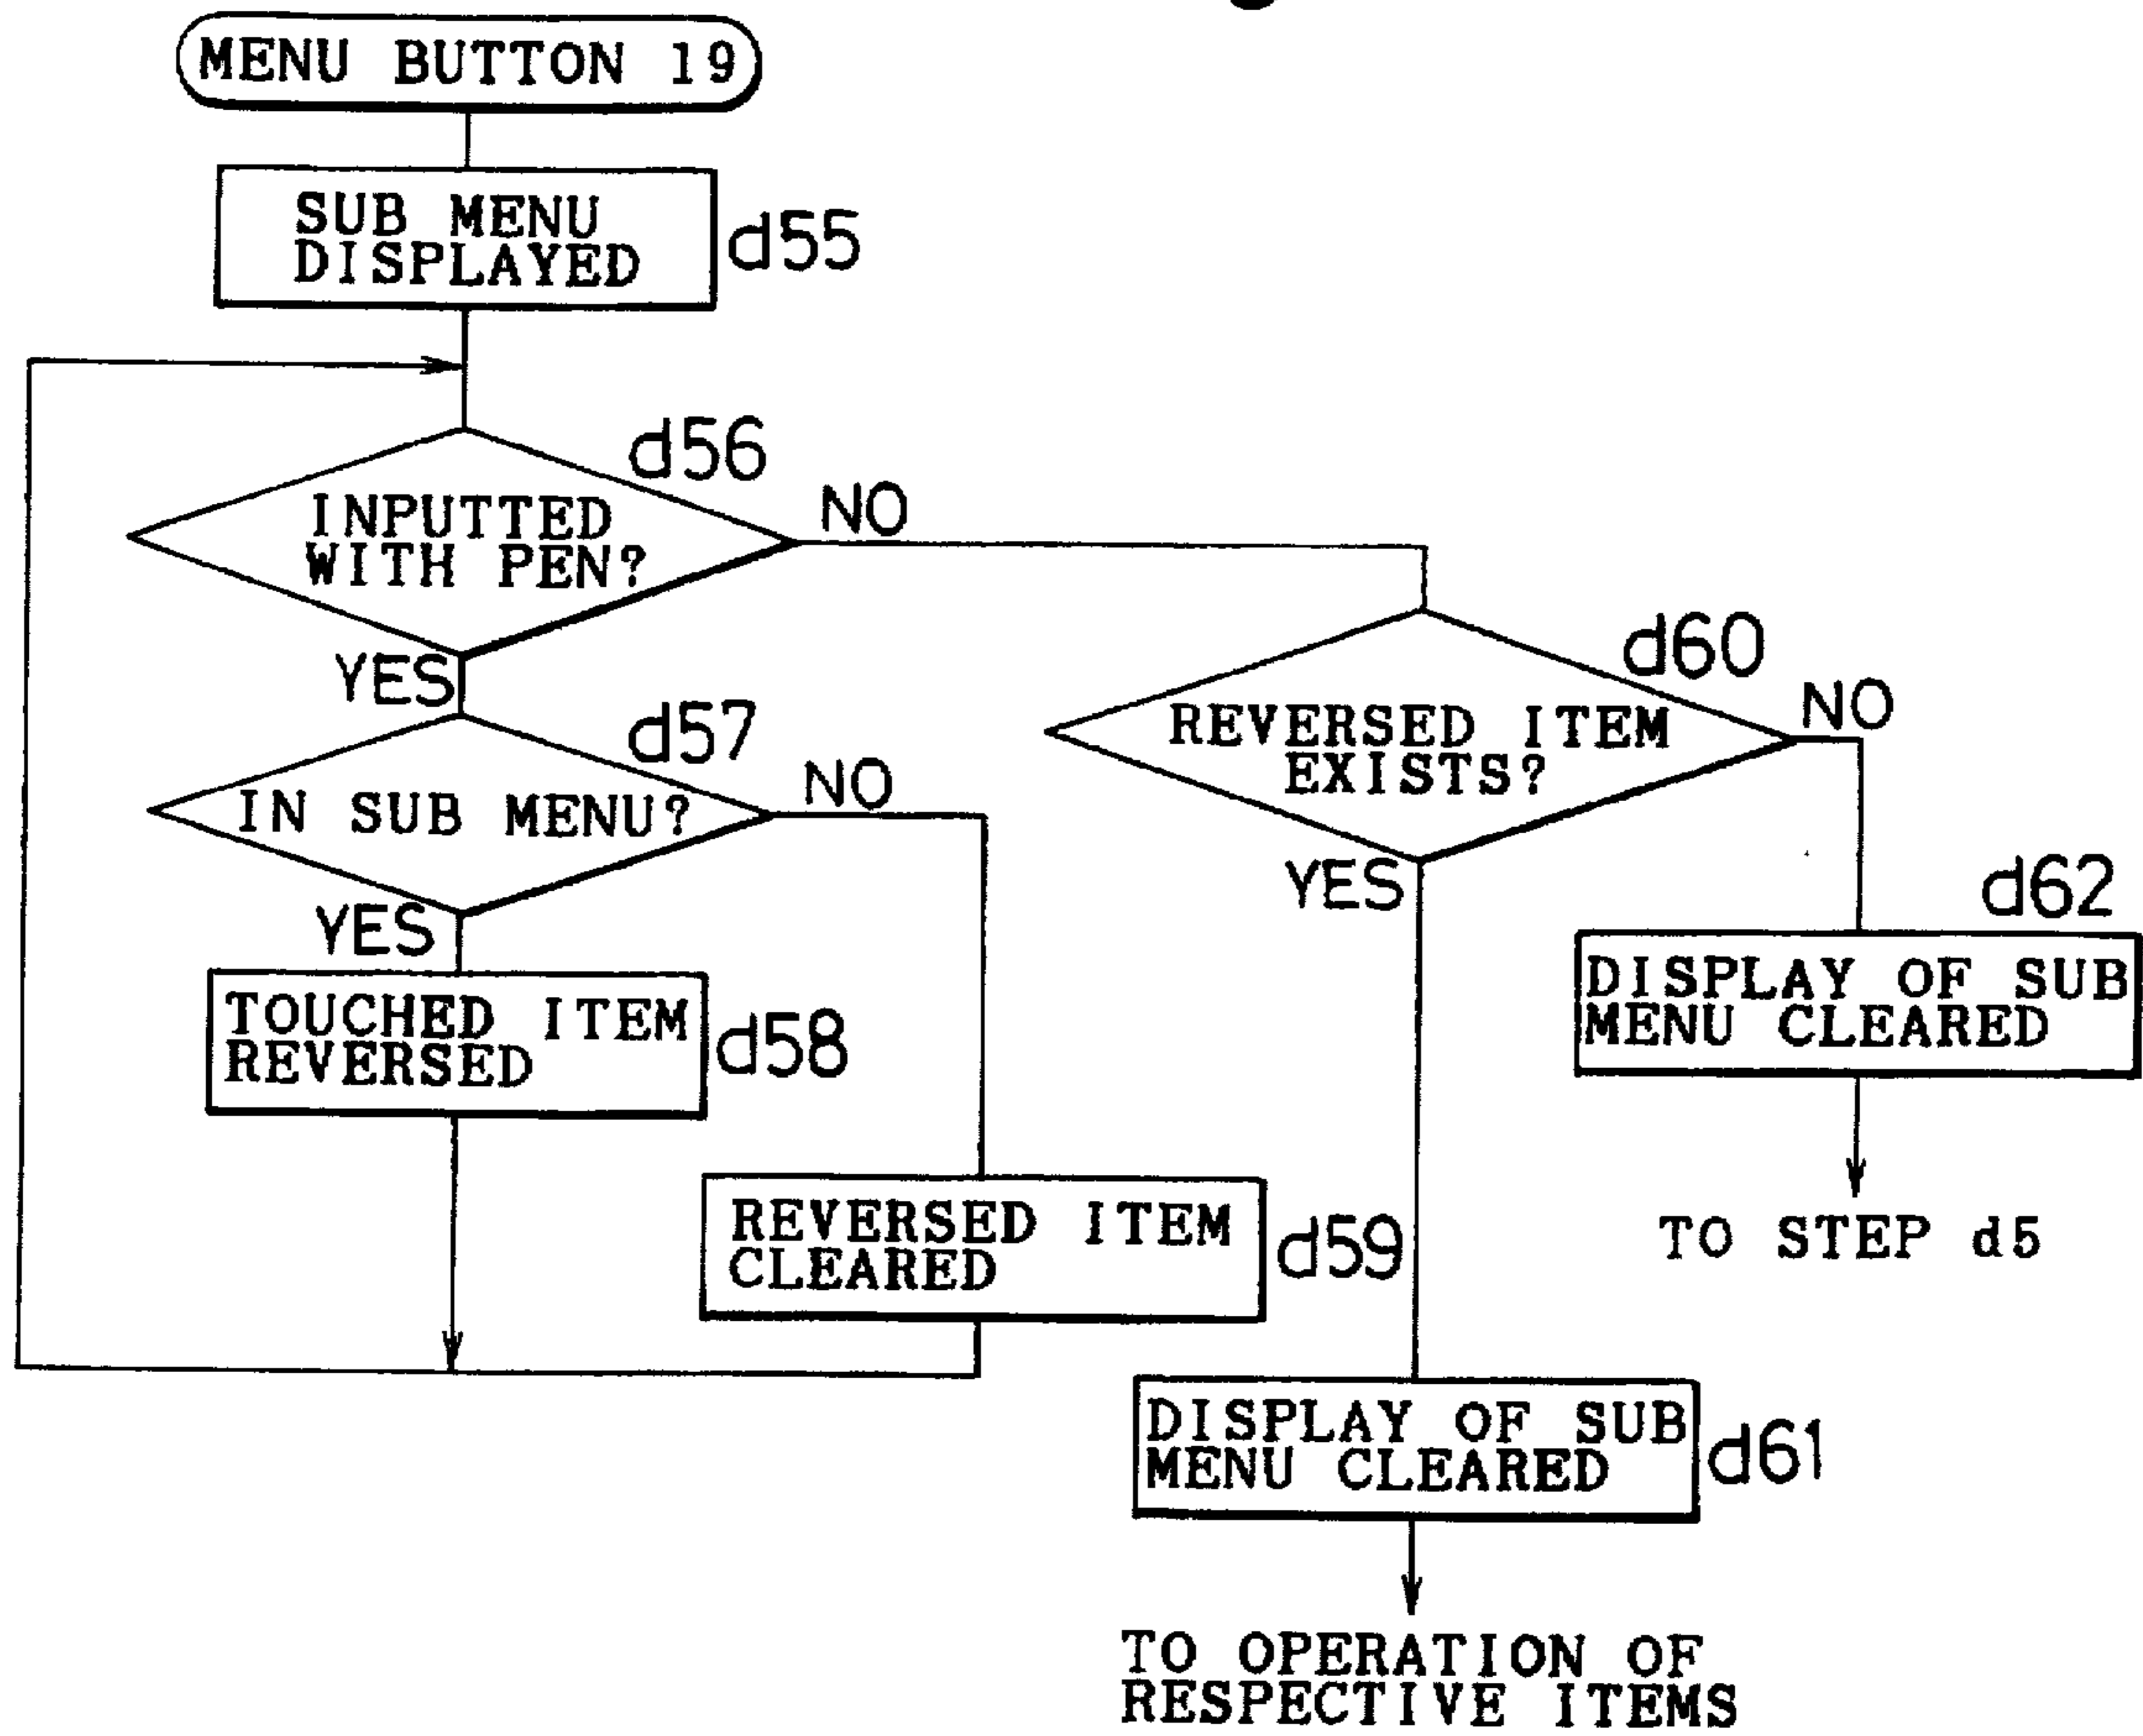 MENU BUTTON 19
SUB MENU
DISPLAYED
d55
d56
INPUTTED
WITH PEN?
NO
YES
d57
IN SUB MENU?
NO
YES
TOUCHED ITEM
REVERSED
d58
REVERSED ITEM
CLEARED
d59
d60
REVERSED ITEM
EXISTS?
NO
YES
d62
DISPLAY OF SUB
MENU CLEARED
TO STEP d5
DISPLAY OF SUB
MENU CLEARED
d61
TO OPERATION OF
RESPECTIVE ITEMS